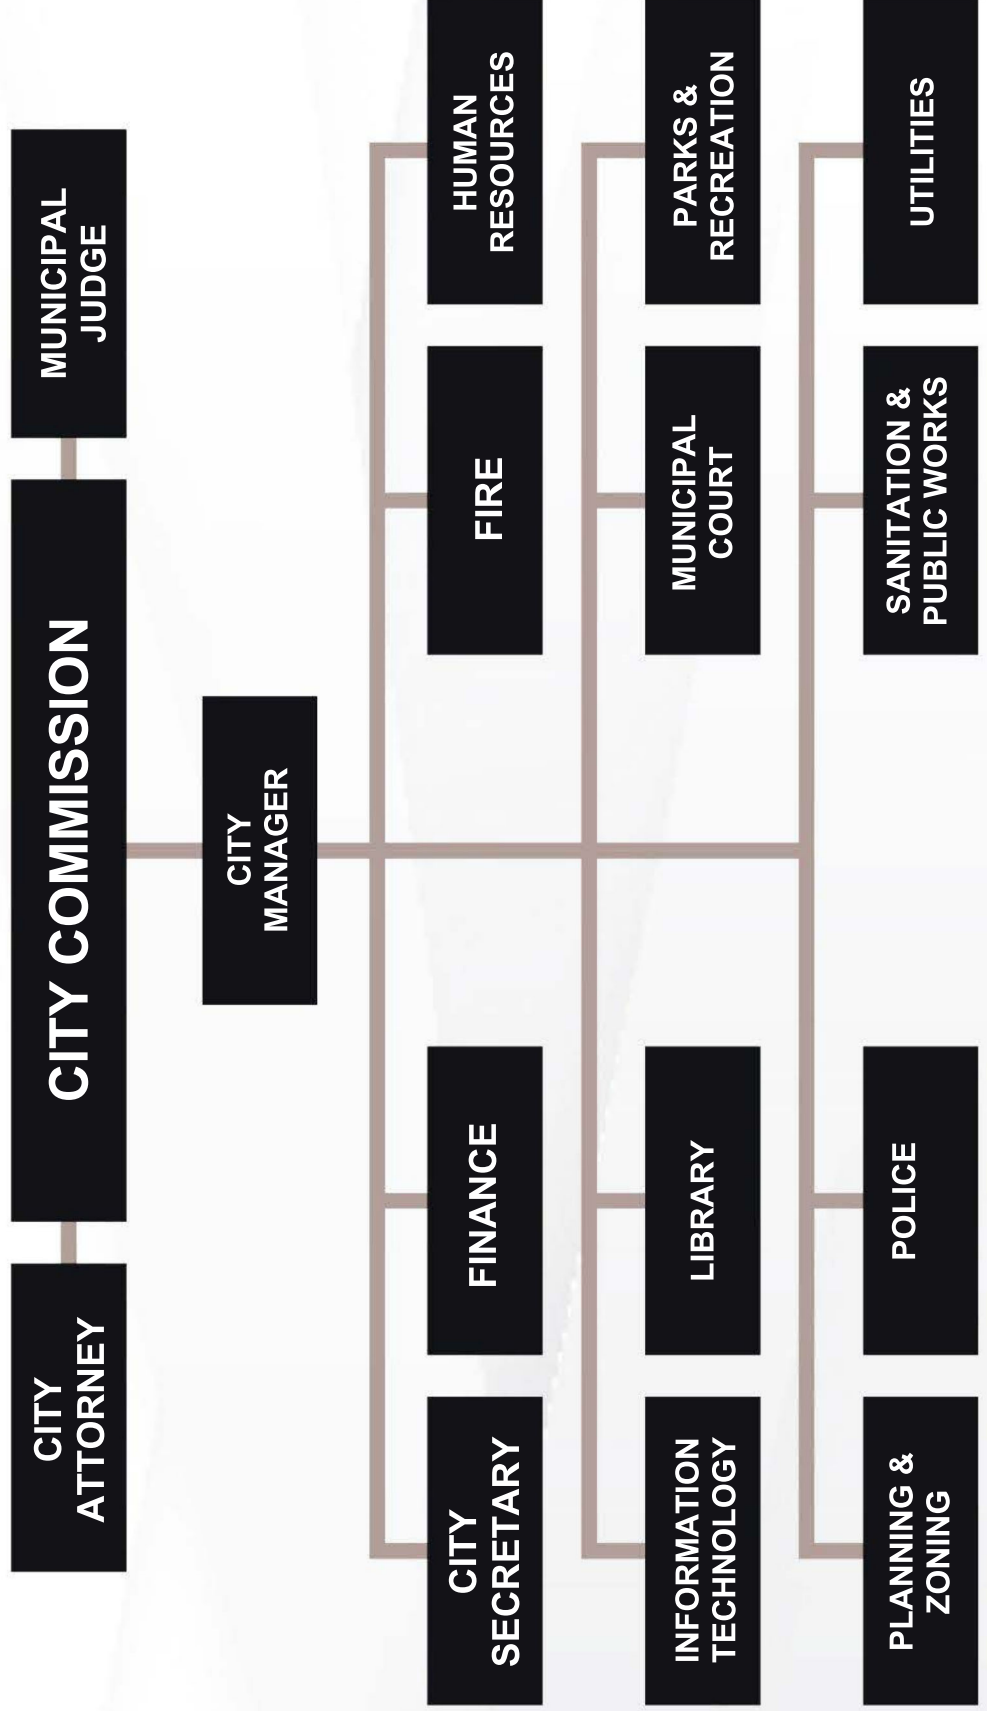 CITY
ATTORNEY
CITY COMMISSION
MUNICIPAL
JUDGE
CITY
MANAGER
CITY
SECRETARY
FINANCE
FIRE
HUMAN
RESOURCES
INFORMATION
TECHNOLOGY
LIBRARY
MUNICIPAL
COURT
PARKS &
RECREATION
PLANNING &
ZONING
POLICE
SANITATION &
PUBLIC WORKS
UTILITIES